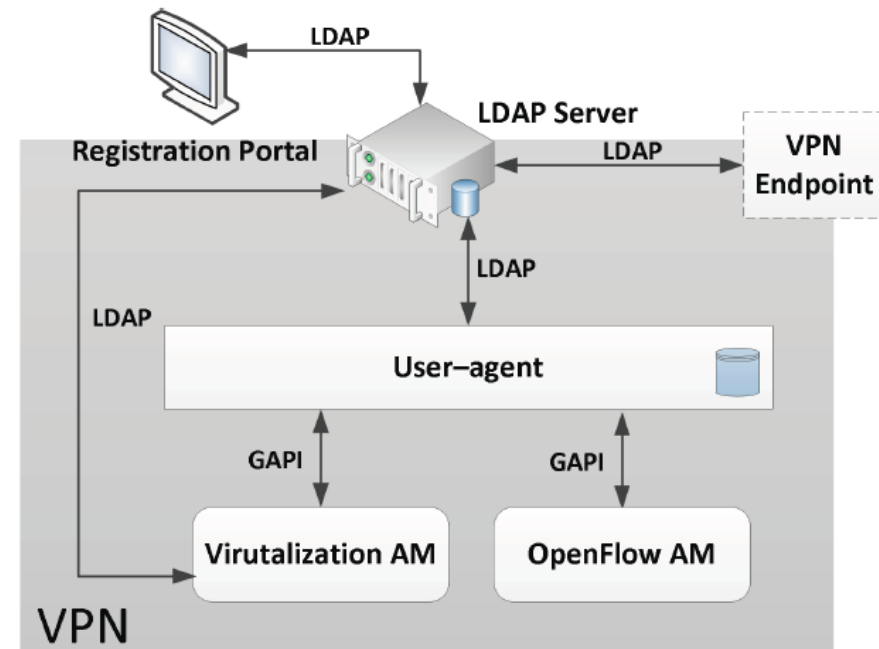 LDAP
LDAP Server
Registration Portal
LDAP
VPN
Endpoint
LDAP
LDAP
User–agent
GAPI
GAPI
Virutalization AM
OpenFlow AM
VPN